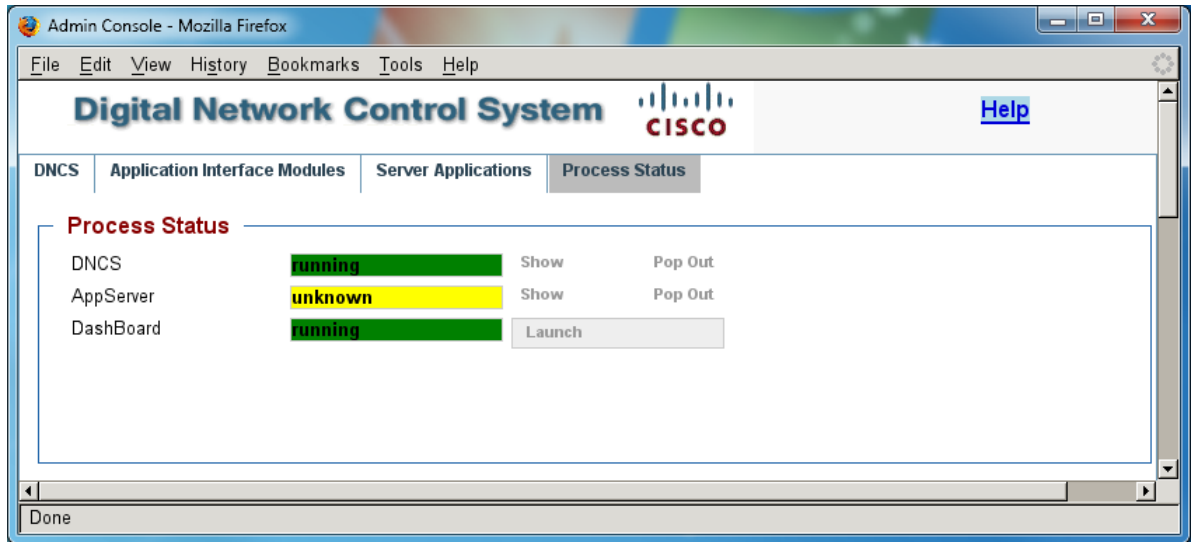 Admin Console - Mozilla Firefox
File Edit View History Bookmarks Tools Help
Digital Network Control System CISCO Help
DNCS Application Interface Modules Server Applications Process Status
Process Status
DNCS running Show Pop Out
AppServer unknown Show Pop Out
DashBoard running Launch
Done